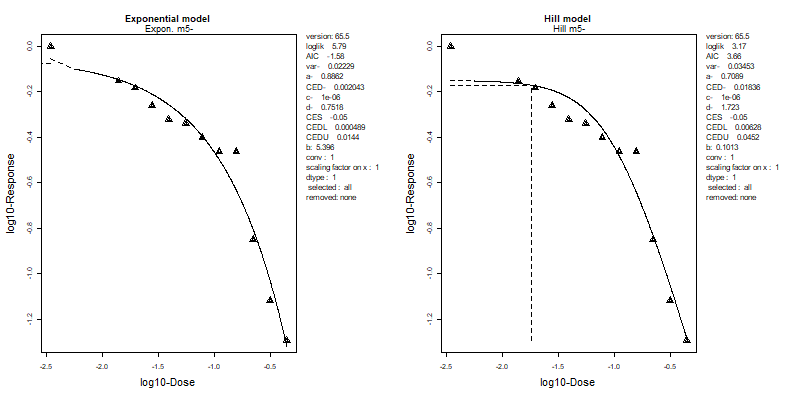 Exponential model
Expon. m5-
version: 65.5
loglik 5.79
AIC -1.58
var- 0.02229
a- 0.8862
CED- 0.002043
c- 1e-06
d- 0.7518
CES -0.05
CEDL 0.000489
CEDU 0.0144
b: 5.396
conv : 1
scaling factor on x : 1
dtype : 1
selected : all
removed: none
log10-Response
0.0
-0.2
-0.4
-0.6
-0.8
-1.0
-1.2
-2.5 -2.0 -1.5 -1.0 -0.5
log10-Dose
Hill model
Hill m5-
version: 65.5
loglik 3.17
AIC 3.66
var- 0.03453
a- 0.7089
CED- 0.01836
c- 1e-06
d- 1.723
CES -0.05
CEDL 0.00628
CEDU 0.0452
b: 0.1013
conv : 1
scaling factor on x : 1
dtype : 1
selected : all
removed: none
log10-Response
0.0
-0.2
-0.4
-0.6
-0.8
-1.0
-1.2
-2.5 -2.0 -1.5 -1.0 -0.5
log10-Dose